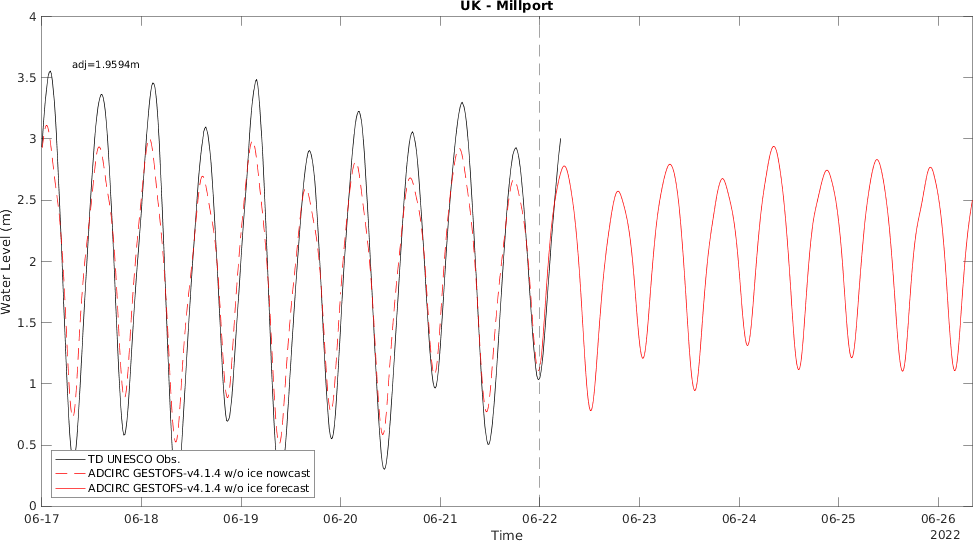 UK - Millport
adj=1.9594m
Water Level (m)
4
3.5
3
2.5
2
1.5
1
0.5
0
TD UNESCO Obs.
ADCIRC GESTOFS-v4.1.4 w/o ice nowcast
ADCIRC GESTOFS-v4.1.4 w/o ice forecast
06-17 06-18 06-19 06-20 06-21 06-22 06-23 06-24 06-25 06-26
2022
Time